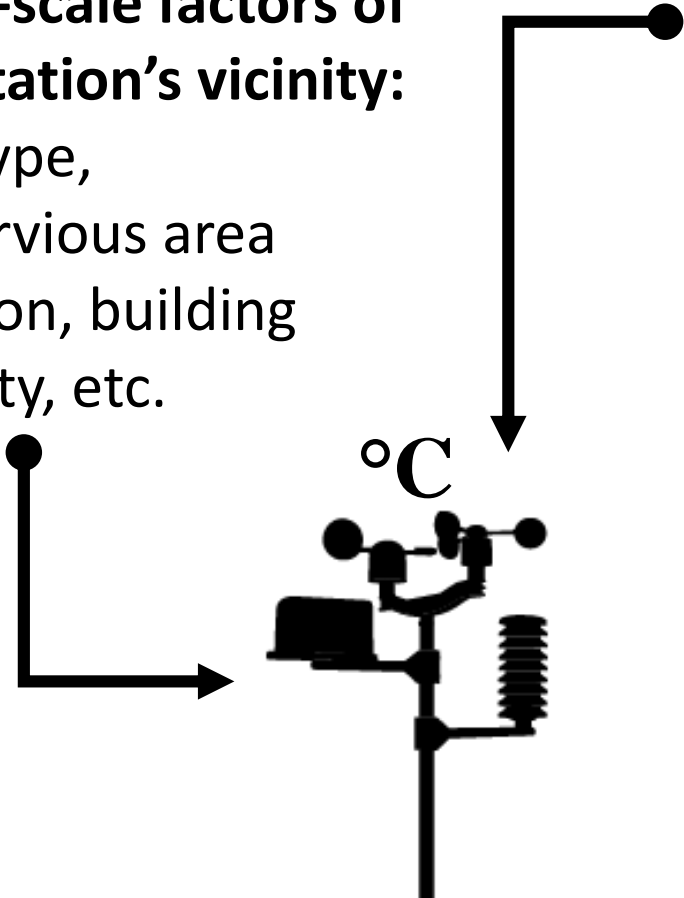 -scale factors of
tation’s vicinity:
ype,
rvious area
on, building
ty, etc.
°C